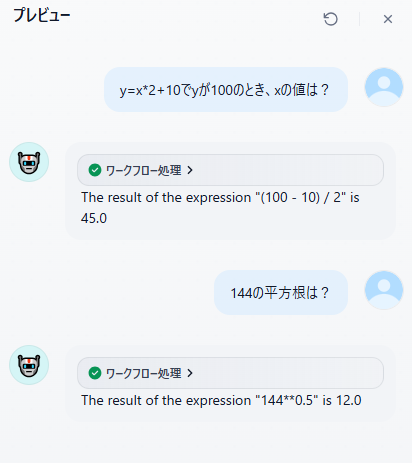 プレビュー
y=x*2+10でyが100のとき、xの値は？
ワークフロー処理
The result of the expression "(100 - 10) / 2" is
45.0
144の平方根は？
ワークフロー処理
The result of the expression "144**0.5" is 12.0